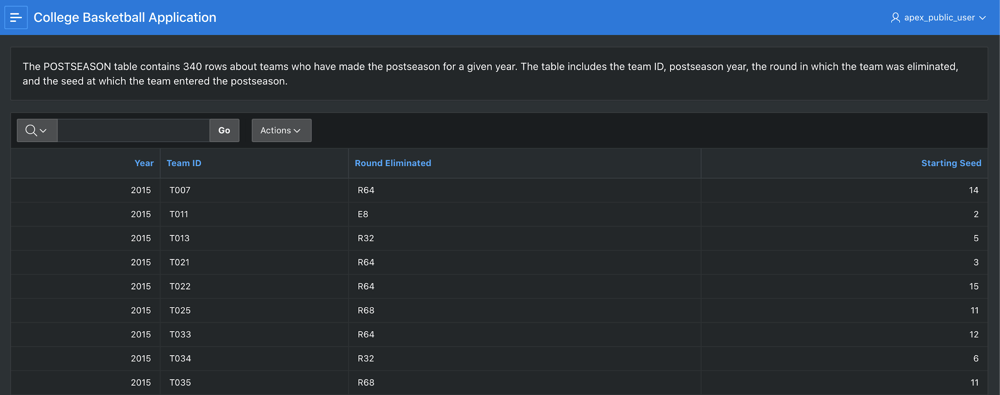 College Basketball Application
apex_public_user
The POSTSEASON table contains 340 rows about teams who have made the postseason for a given year. The table includes the team ID, postseason year, the round in which the team was eliminated,
and the seed at which the team entered the postseason.
Go Actions
Year Team ID Round Eliminated Starting Seed
2015 T007 R64 14
2015 T011 E8 2
2015 T013 R32 5
2015 T021 R64 3
2015 T022 R64 15
2015 T025 R68 11
2015 T033 R64 12
2015 T034 R32 6
2015 T035 R68 11